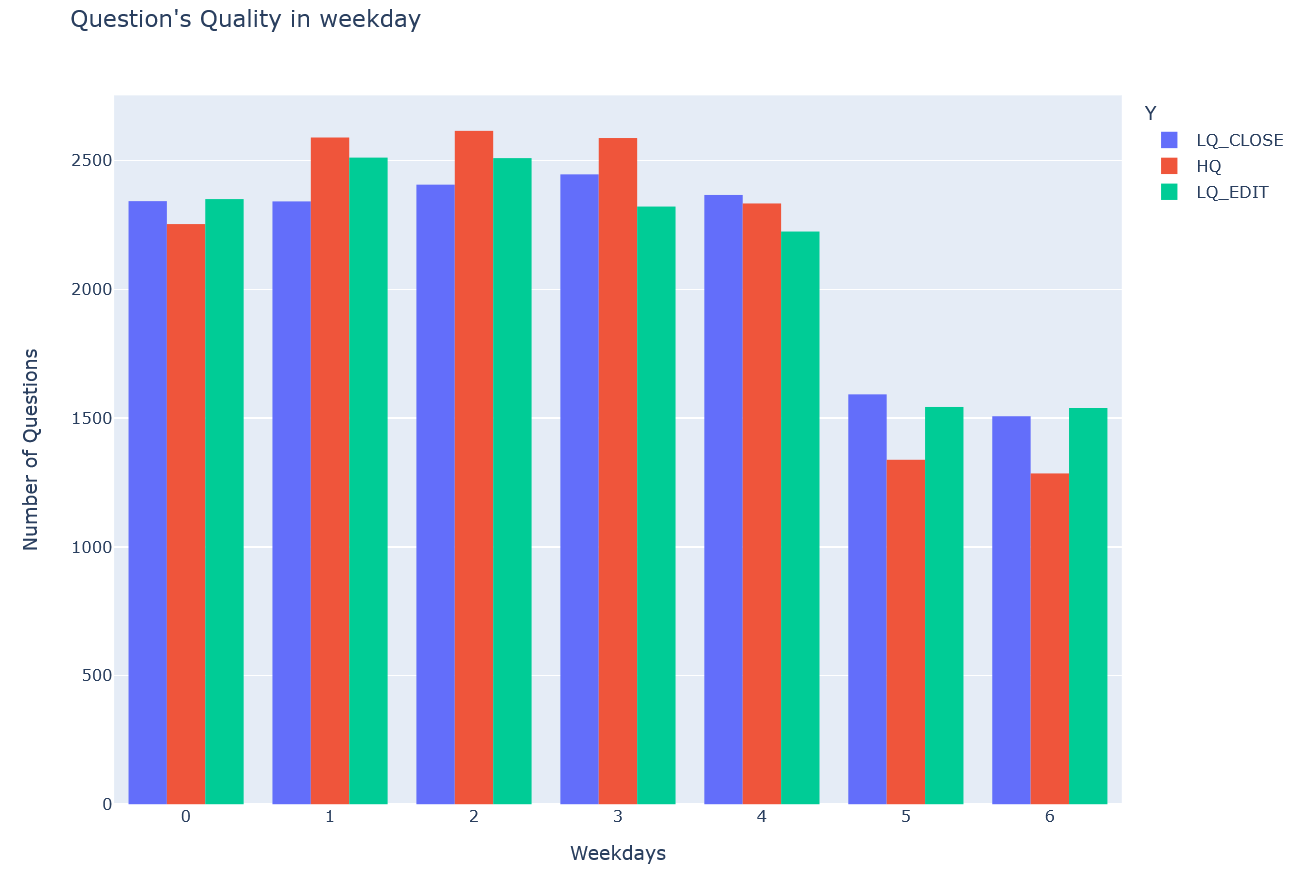 Question's Quality in weekday
Y
LQ_CLOSE
HQ
LQ_EDIT
Number of Questions
2500
2000
1500
1000
500
0
0 1 2 3 4 5 6
Weekdays